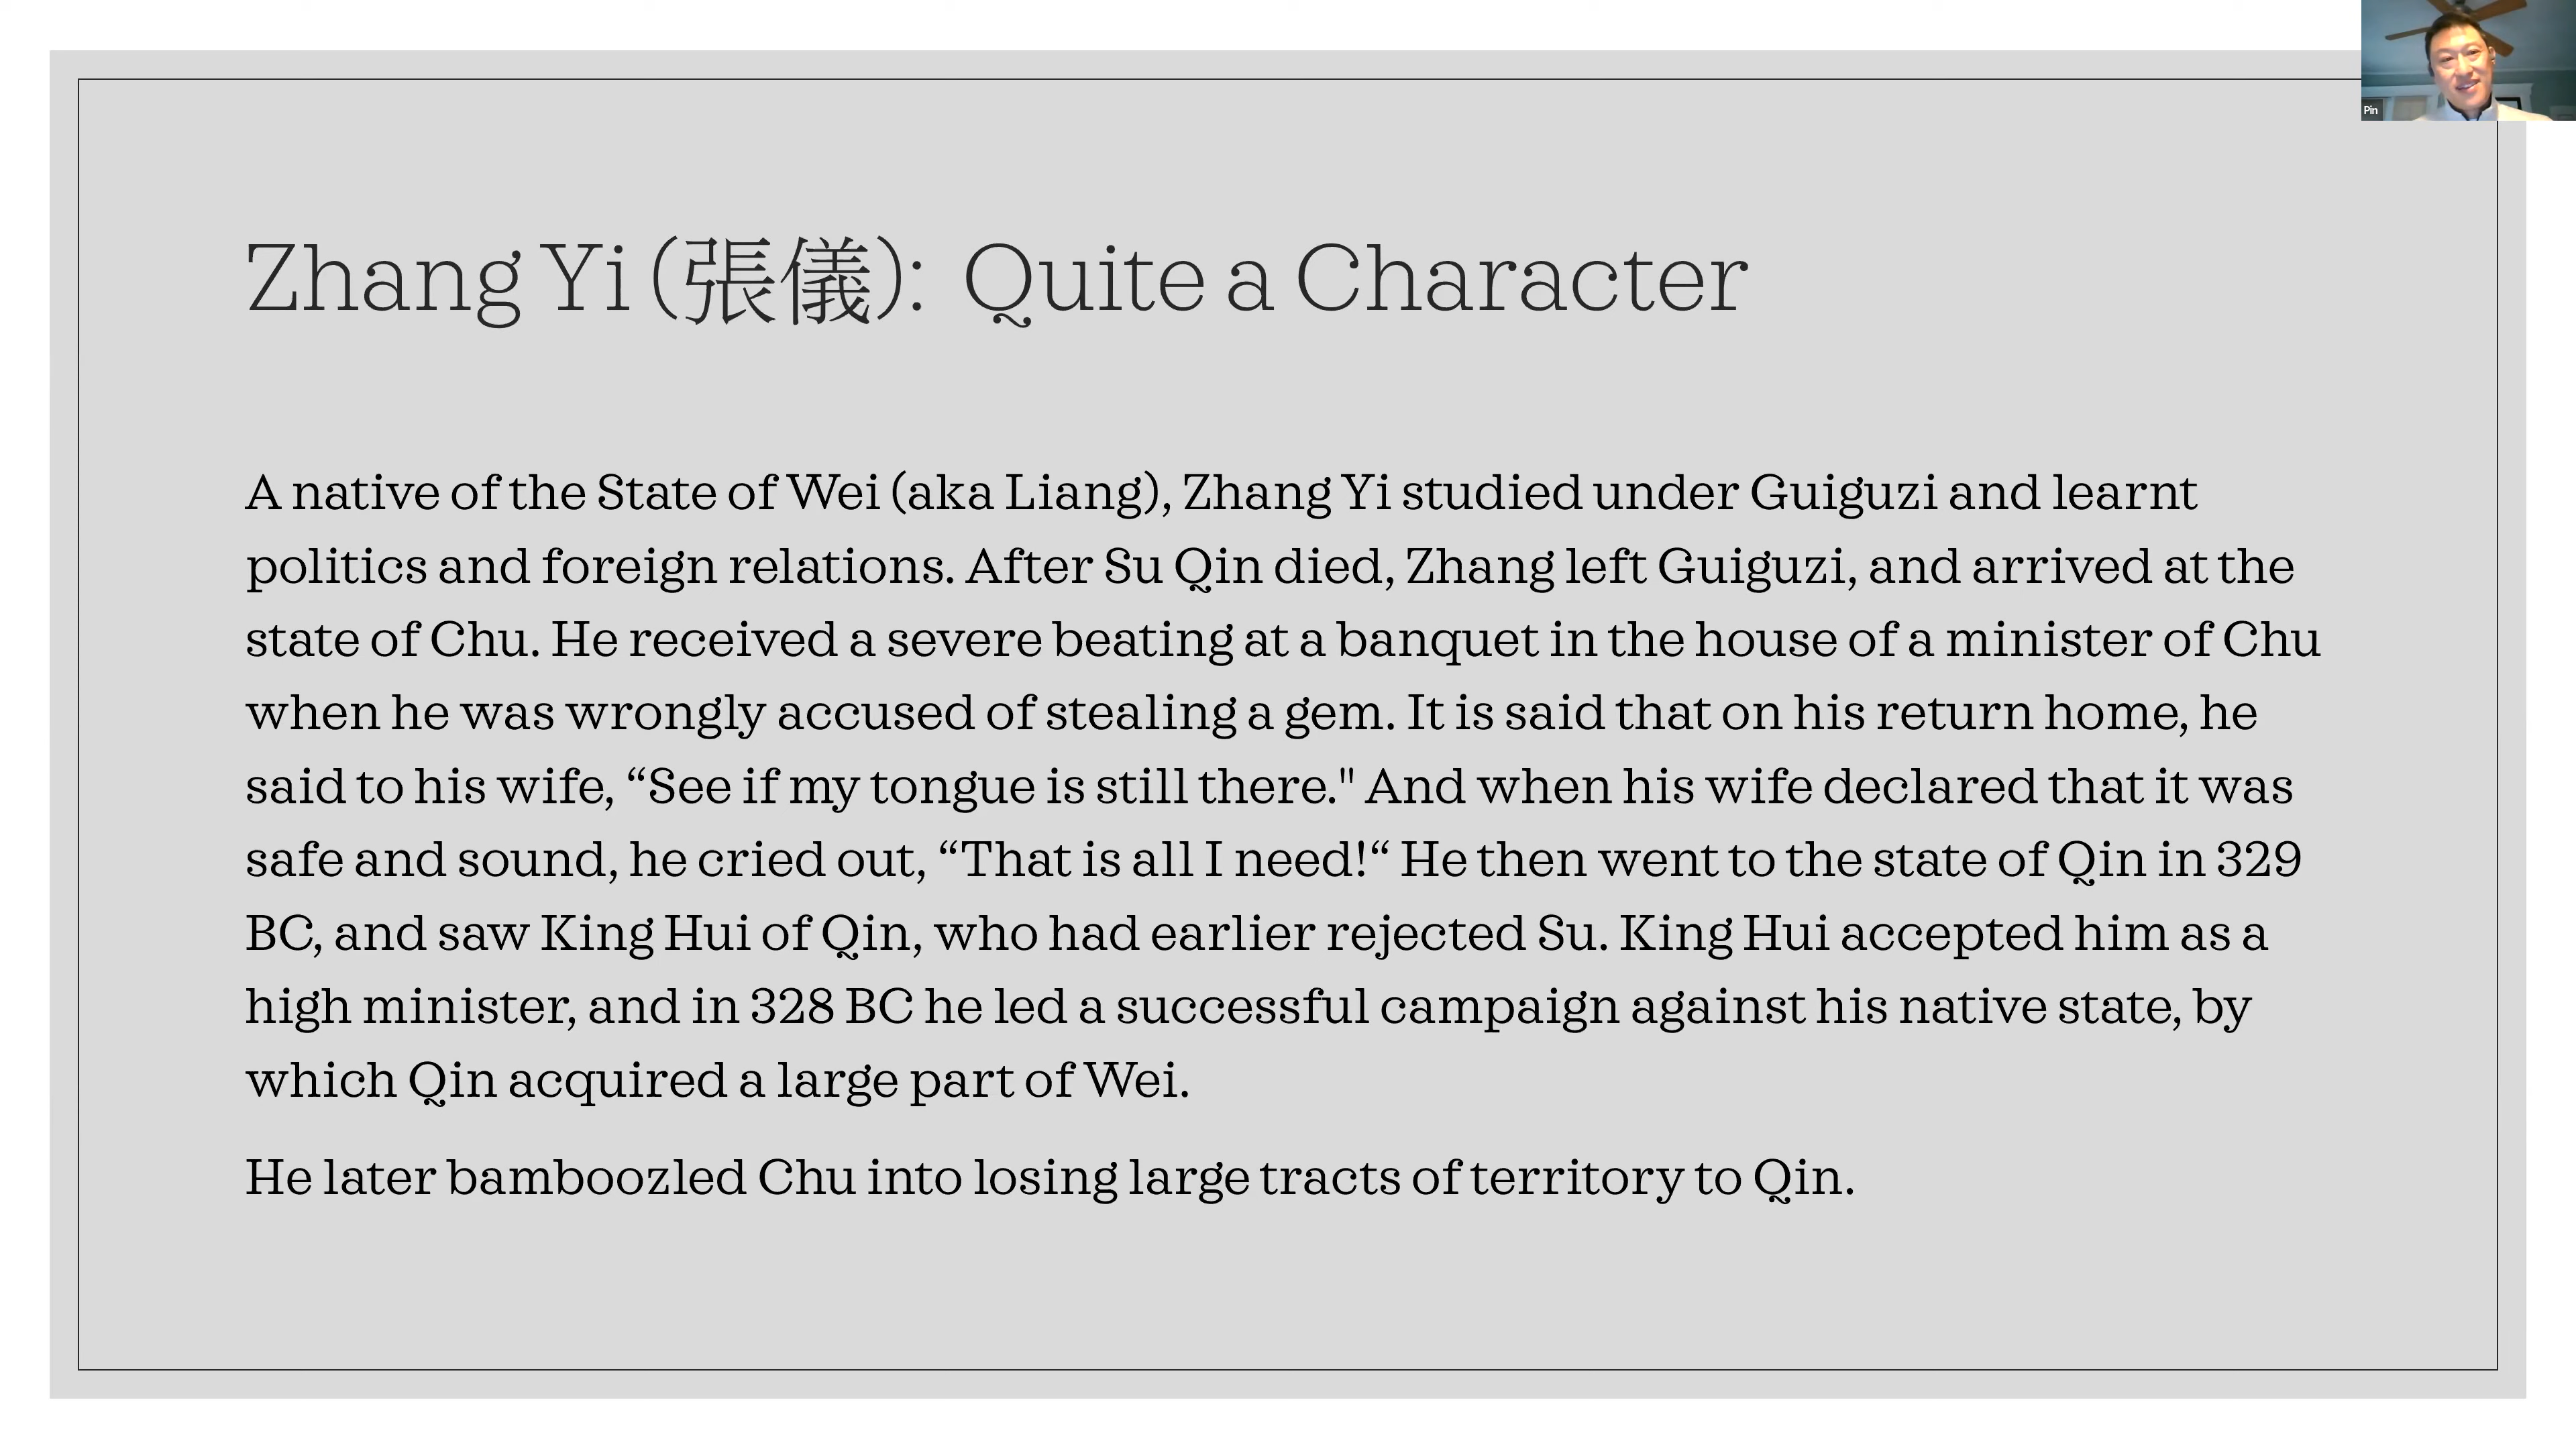 Pin
Zhang Yi (張儀): Quite a Character
A native of the State of Wei (aka Liang), Zhang Yi studied under Guiguzi and learnt
politics and foreign relations. After Su Qin died, Zhang left Guiguzi, and arrived at the
state of Chu. He received a severe beating at a banquet in the house of a minister of Chu
when he was wrongly accused of stealing a gem. It is said that on his return home, he
said to his wife, “See if my tongue is still there." And when his wife declared that it was
safe and sound, he cried out, “That is all I need!“ He then went to the state of Qin in 329
BC, and saw King Hui of Qin, who had earlier rejected Su. King Hui accepted him as a
high minister, and in 328 BC he led a successful campaign against his native state, by
which Qin acquired a large part of Wei.
He later bamboozled Chu into losing large tracts of territory to Qin.